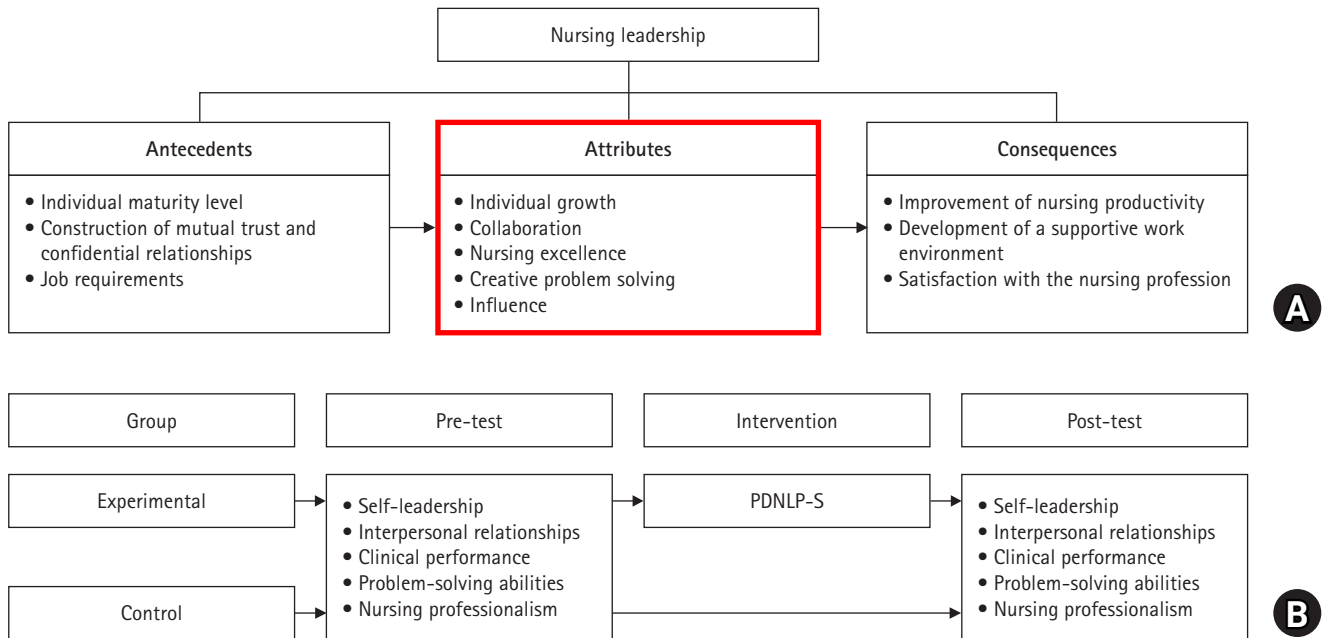 Nursing leadership
Antecedents
• Individual maturity level
• Construction of mutual trust and
confidential relationships
• Job requirements
Attributes
• Individual growth
• Collaboration
• Nursing excellence
• Creative problem solving
• Influence
Consequences
• Improvement of nursing productivity
• Development of a supportive work
environment
• Satisfaction with the nursing profession
A
Group
Pre-test
Intervention
Post-test
Experimental
• Self-leadership
• Interpersonal relationships
• Clinical performance
• Problem-solving abilities
• Nursing professionalism
PDNLP-S
• Self-leadership
• Interpersonal relationships
• Clinical performance
• Problem-solving abilities
• Nursing professionalism
Control
B